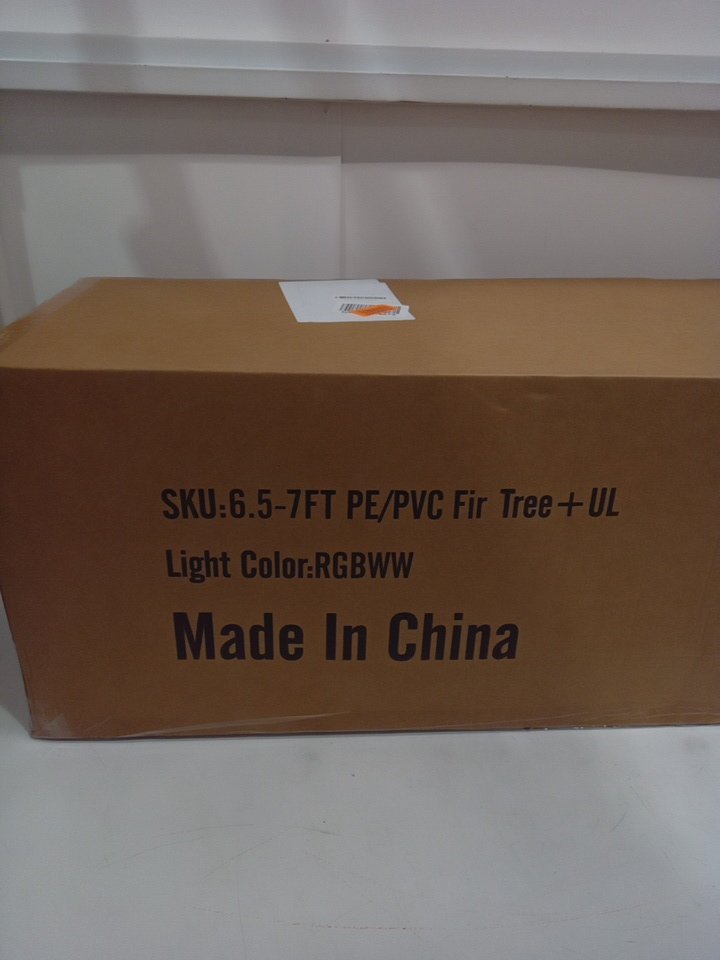 SKU:6.5-7FT PE/PVC Fir Tree+UL
Light Color:RGBWW
Made In China